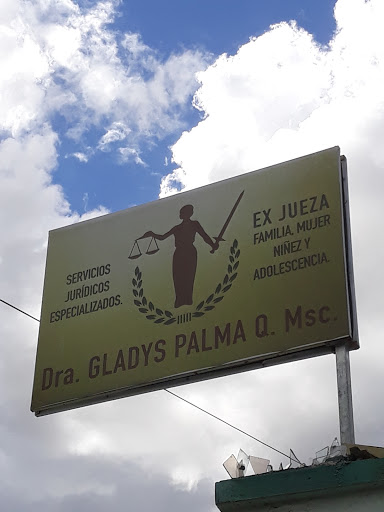 SERVICIOS
JURÍDICOS
ESPECIALIZADOS.
EX JUEZA
FAMILIA, MUJER
NIÑEZ Y
ADOLESCENCIA.
Dra. GLADYS PALMA Q. Msc.